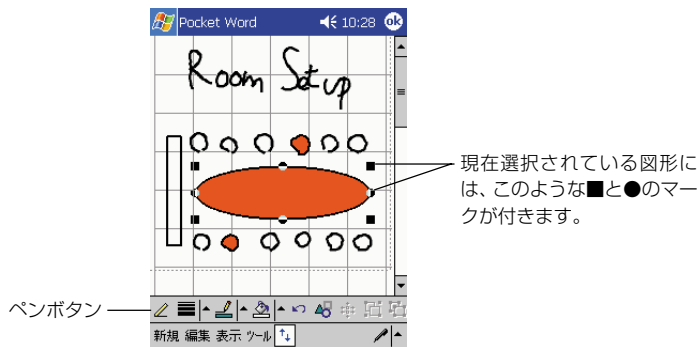 Pocket Word 10:28 ok
Room Set up
現在選択されている図形に
は、このような■と●のマー
クが付きます。
ペンボタン
新規 編集 表示 ツール